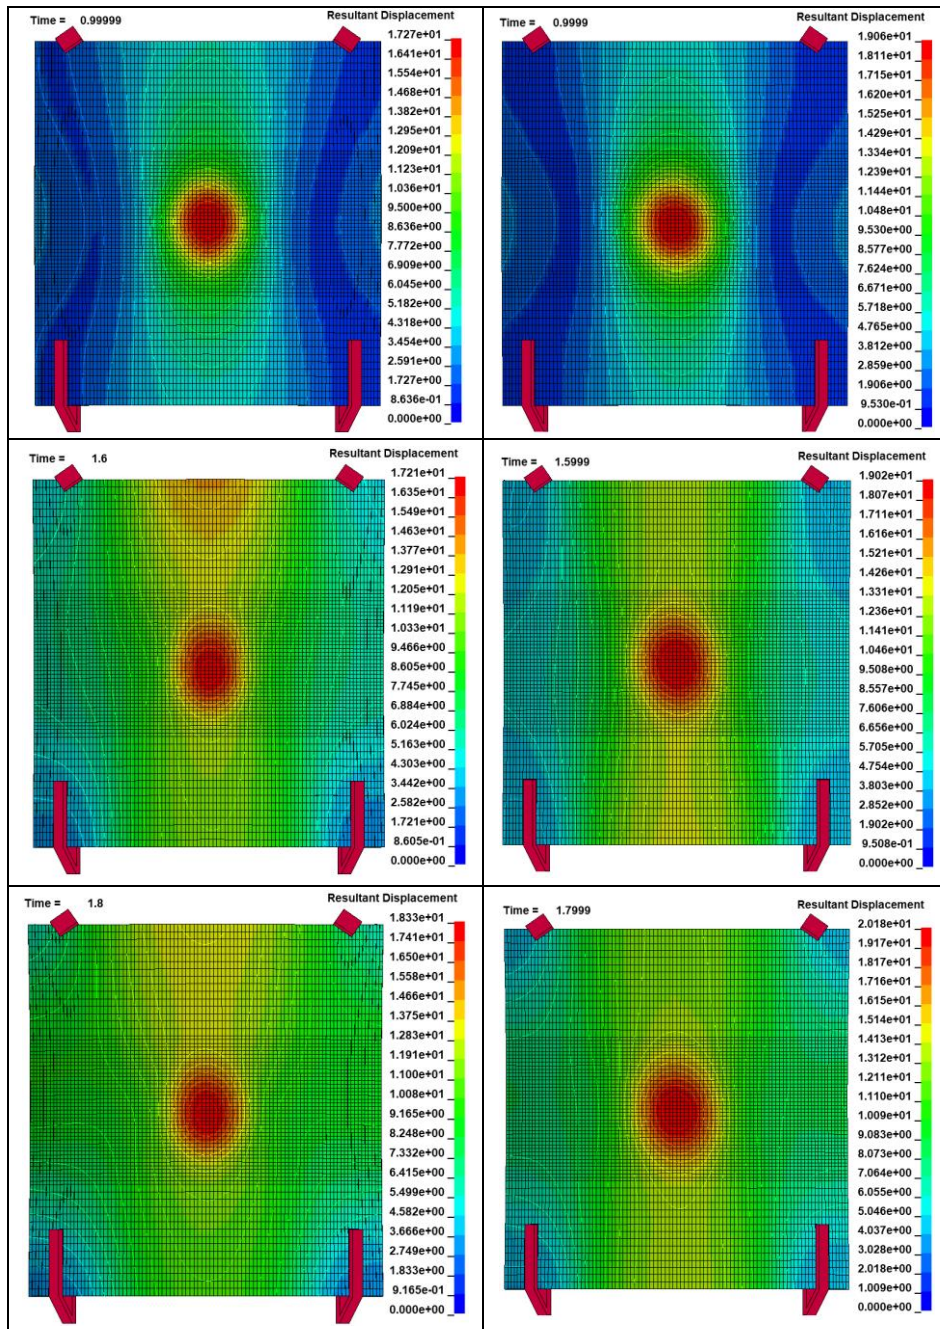 Time = 0.99999
Resultant Displacement
1.727e+01
1.641e+01
1.554e+01
1.468e+01
1.382e+01
1.295e+01
1.209e+01
1.123e+01
1.036e+01
9.500e+00
8.636e+00
7.772e+00
6.909e+00
6.045e+00
5.182e+00
4.318e+00
3.454e+00
2.591e+00
1.727e+00
8.636e-01
0.000e+00
Time = 0.9999
Resultant Displacement
1.906e+01
1.811e+01
1.715e+01
1.620e+01
1.525e+01
1.429e+01
1.334e+01
1.239e+01
1.144e+01
1.048e+01
9.530e+00
8.577e+00
7.624e+00
6.671e+00
5.718e+00
4.765e+00
3.812e+00
2.859e+00
1.906e+00
9.530e-01
0.000e+00
Time = 1.6
Resultant Displacement
1.721e+01
1.635e+01
1.549e+01
1.463e+01
1.377e+01
1.291e+01
1.205e+01
1.119e+01
1.033e+01
9.466e+00
8.605e+00
7.745e+00
6.884e+00
6.024e+00
5.163e+00
4.303e+00
3.442e+00
2.582e+00
1.721e+00
8.605e-01
0.000e+00
Time = 1.5999
Resultant Displacement
1.902e+01
1.807e+01
1.711e+01
1.616e+01
1.521e+01
1.426e+01
1.331e+01
1.236e+01
1.141e+01
1.046e+01
9.508e+00
8.557e+00
7.606e+00
6.656e+00
5.705e+00
4.754e+00
3.803e+00
2.852e+00
1.902e+00
9.508e-01
0.000e+00
Time = 1.8
Resultant Displacement
1.833e+01
1.741e+01
1.650e+01
1.558e+01
1.466e+01
1.375e+01
1.283e+01
1.191e+01
1.100e+01
1.008e+01
9.165e+00
8.248e+00
7.332e+00
6.415e+00
5.499e+00
4.582e+00
3.666e+00
2.749e+00
1.833e+00
9.165e-01
0.000e+00
Time = 1.7999
Resultant Displacement
2.018e+01
1.917e+01
1.817e+01
1.716e+01
1.615e+01
1.514e+01
1.413e+01
1.312e+01
1.211e+01
1.110e+01
1.009e+01
9.083e+00
8.073e+00
7.064e+00
6.055e+00
5.046e+00
4.037e+00
3.028e+00
2.018e+00
1.009e+00
0.000e+00